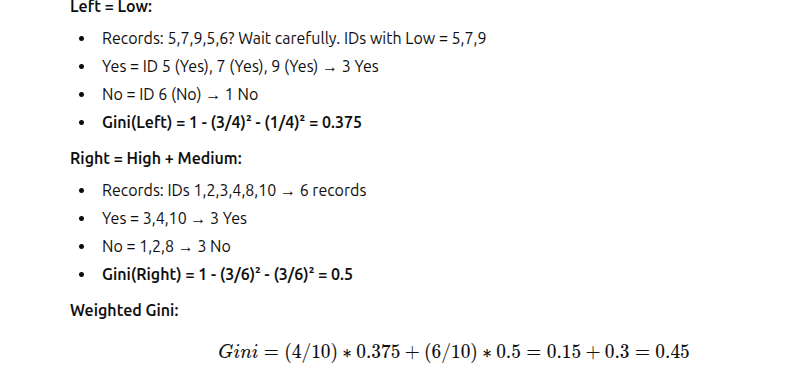 Left = Low:
• Records: 5,7,9,5,6? Wait carefully. IDs with Low = 5,7,9
• Yes = ID 5 (Yes), 7 (Yes), 9 (Yes) → 3 Yes
• No = ID 6 (No) → 1 No
• Gini(Left) = 1 - (3/4)² - (1/4)² = 0.375
Right = High + Medium:
• Records: IDs 1,2,3,4,8,10 → 6 records
• Yes = 3,4,10 → 3 Yes
• No = 1,2,8 → 3 No
• Gini(Right) = 1 - (3/6)² - (3/6)² = 0.5
Weighted Gini:
Gini = (4/10) ∗ 0.375 + (6/10) ∗ 0.5 = 0.15 + 0.3 = 0.45